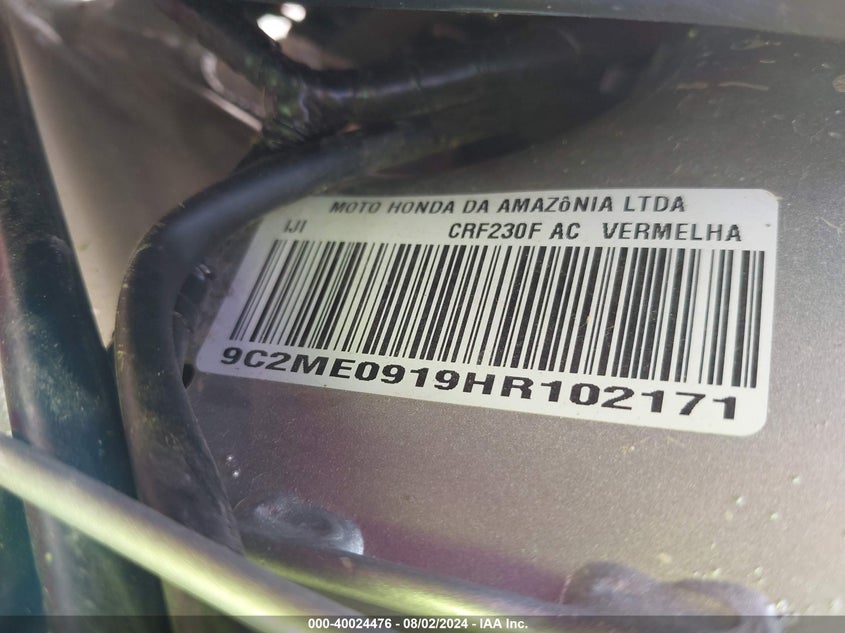 MOTO HONDA DA AMAZôNIA LTDA
IJI CRF230F AC VERMELHA
9C2ME0919HR102171
000-40024476 - 08/02/2024 - IAA Inc.